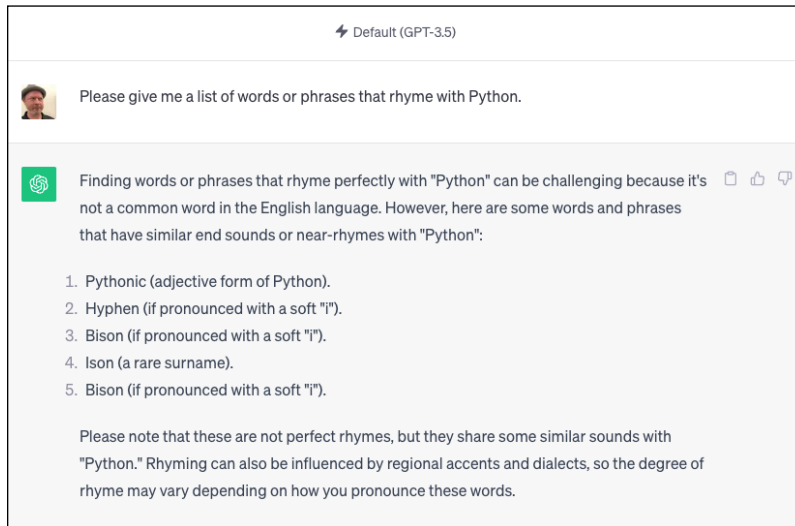 Default (GPT-3.5)
Please give me a list of words or phrases that rhyme with Python.
Finding words or phrases that rhyme perfectly with "Python" can be challenging because it's
not a common word in the English language. However, here are some words and phrases
that have similar end sounds or near-rhymes with "Python":
1. Pythonic (adjective form of Python).
2. Hyphen (if pronounced with a soft "i").
3. Bison (if pronounced with a soft "i").
4. Ison (a rare surname).
5. Bison (if pronounced with a soft "i").
Please note that these are not perfect rhymes, but they share some similar sounds with
"Python." Rhyming can also be influenced by regional accents and dialects, so the degree of
rhyme may vary depending on how you pronounce these words.